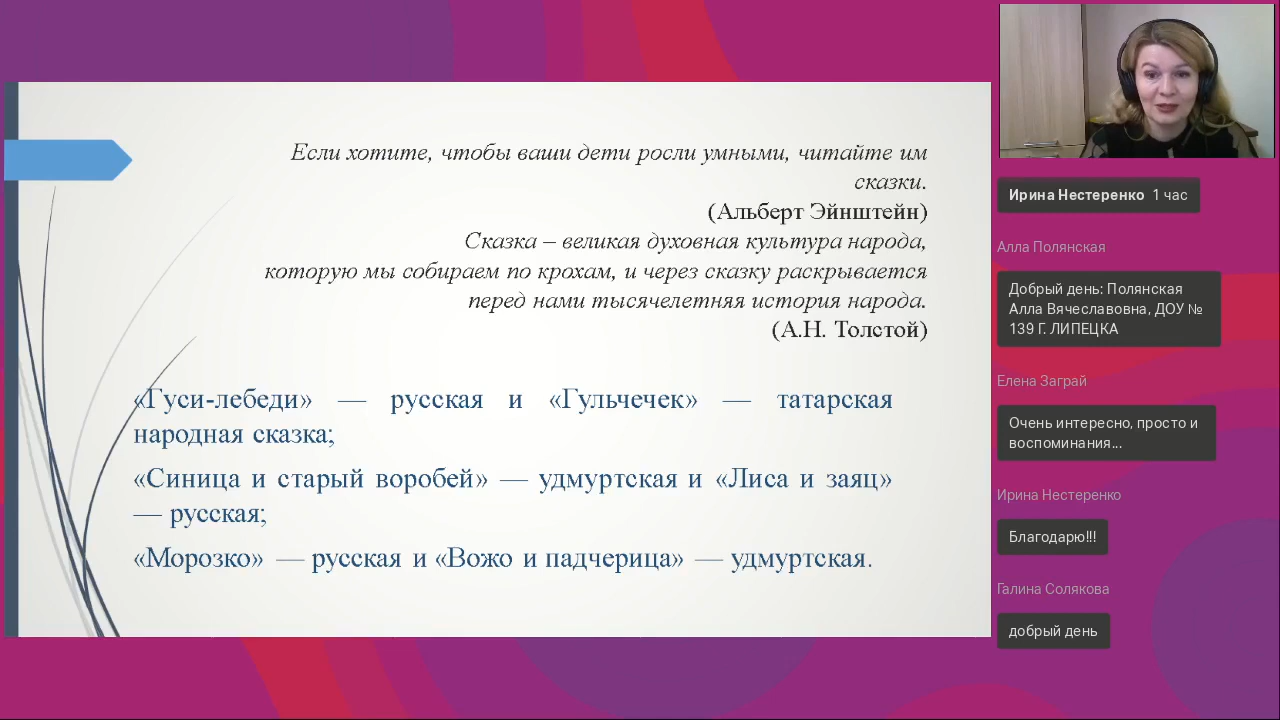 Если хотите, чтобы ваши дети росли умными, читайте им
сказки.
(Альберт Эйнштейн)
Сказка – великая духовная культура народа,
которую мы собираем по крохам, и через сказку раскрывается
перед нами тысячелетняя история народа.
(А.Н. Толстой)
«Гуси-лебеди» — русская и «Гульчечек» — татарская
народная сказка;
«Синица и старый воробей» — удмуртская и «Лиса и заяц»
— русская;
«Морозко» — русская и «Вожо и падчерица» — удмуртская.
Ирина Нестеренко 1 час
Алла Полянская
Добрый день: Полянская
Алла Вячеславовна, ДОУ №
139 Г. ЛИПЕЦКА
Елена Заграй
Очень интересно, просто и
воспоминания...
Ирина Нестеренко
Благодарю!!!
Галина Солякова
добрый день